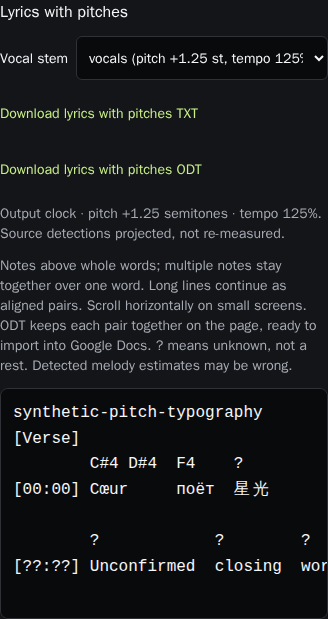 Lyrics with pitches
Vocal stem vocals (pitch +1.25 st, tempo 125%
Download lyrics with pitches TXT
Download lyrics with pitches ODT
Output clock · pitch +1.25 semitones · tempo 125%.
Source detections projected, not re-measured.
Notes above whole words; multiple notes stay
together over one word. Long lines continue as
aligned pairs. Scroll horizontally on small screens.
ODT keeps each pair together on the page, ready to
import into Google Docs. ? means unknown, not a
rest. Detected melody estimates may be wrong.
synthetic-pitch-typography
[Verse]
C#4 D#4 F4 ?
[00:00] Cœur поёт 星光
? ? ?
[??:??] Unconfirmed closing